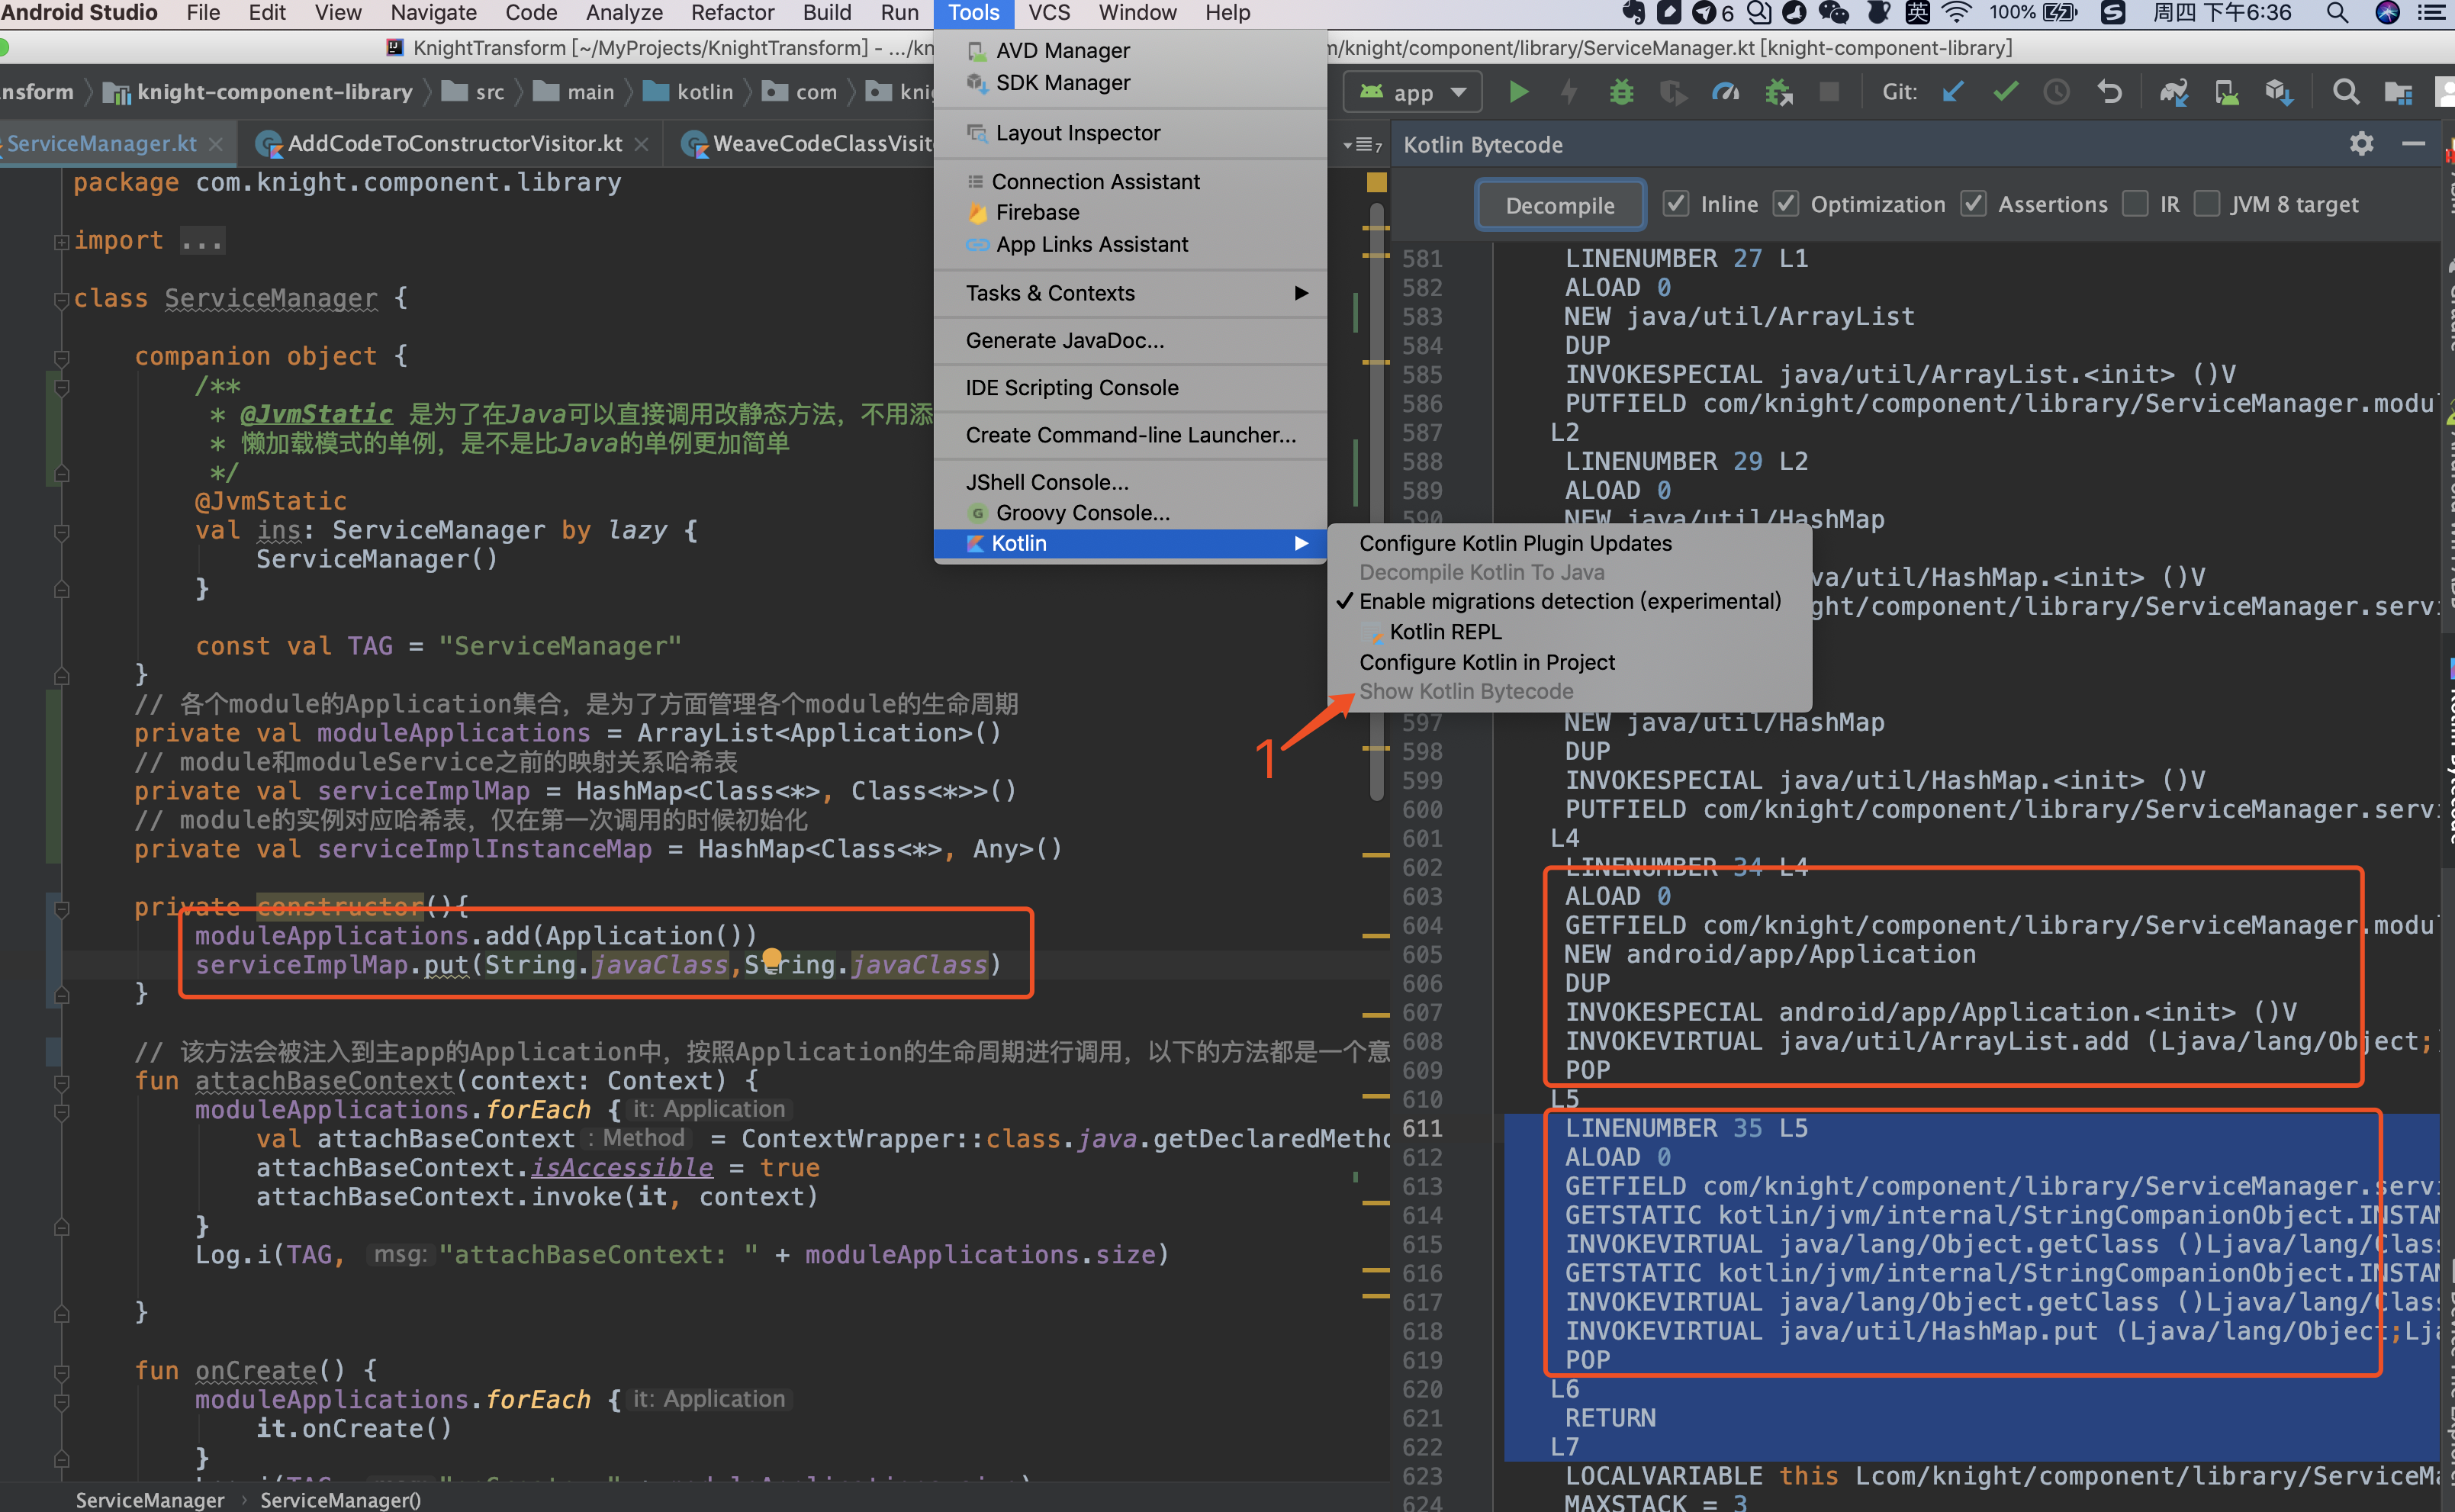 Android Studio File Edit View Navigate Code Analyze Refactor Build Run Tools VCS Window Help 6 英 100% 周四 下午6:36
KnightTransform [~/MyProjects/KnightTransform] - .../kn
m/knight/component/library/ServiceManager.kt [knight-component-library]
nsform knight-component-library src main kotlin com knig
app Git:
ServiceManager.kt AddCodeToConstructorVisitor.kt WeaveCodeClassVisit
7
package com.knight.component.library
import ...
class ServiceManager {
companion object {
/**
* @JvmStatic 是为了在Java可以直接调用改静态方法，不用添
* 懒加载模式的单例，是不是比Java的单例更加简单
*/
@JvmStatic
val ins: ServiceManager by lazy {
ServiceManager()
}
const val TAG = "ServiceManager"
}
// 各个module的Application集合，是为了方面管理各个module的生命周期
private val moduleApplications = ArrayList<Application>()
// module和moduleService之前的映射关系哈希表
private val serviceImplMap = HashMap<Class<*>, Class<*>>()
// module的实例对应哈希表，仅在第一次调用的时候初始化
private val serviceImplInstanceMap = HashMap<Class<*>, Any>()
private constructor(){
moduleApplications.add(Application())
serviceImplMap.put(String.javaClass,String.javaClass)
}
// 该方法会被注入到主app的Application中，按照Application的生命周期进行调用，以下的方法都是一个意
fun attachBaseContext(context: Context) {
moduleApplications.forEach { it: Application
val attachBaseContext : Method = ContextWrapper::class.java.getDeclaredMetho
attachBaseContext.isAccessible = true
attachBaseContext.invoke(it, context)
}
Log.i(TAG, msg: "attachBaseContext: " + moduleApplications.size)
}
fun onCreate() {
moduleApplications.forEach { it: Application
it.onCreate()
}
ServiceManager › ServiceManager()
AVD Manager
SDK Manager
Layout Inspector
Connection Assistant
Firebase
App Links Assistant
Tasks & Contexts
Generate JavaDoc...
IDE Scripting Console
Create Command-line Launcher...
JShell Console...
Groovy Console...
Kotlin
Configure Kotlin Plugin Updates
Decompile Kotlin To Java
Enable migrations detection (experimental)
Kotlin REPL
Configure Kotlin in Project
Show Kotlin Bytecode
1
Kotlin Bytecode
Decompile Inline Optimization Assertions IR JVM 8 target
581 LINENUMBER 27 L1
582 ALOAD 0
583 NEW java/util/ArrayList
584 DUP
585 INVOKESPECIAL java/util/ArrayList.<init> ()V
586 PUTFIELD com/knight/component/library/ServiceManager.modu
587 L2
588 LINENUMBER 29 L2
589 ALOAD 0
590 NEW java/util/HashMap
va/util/HashMap.<init> ()V
ght/component/library/ServiceManager.servi
597 NEW java/util/HashMap
598 DUP
599 INVOKESPECIAL java/util/HashMap.<init> ()V
600 PUTFIELD com/knight/component/library/ServiceManager.servi
601 L4
602 LINENUMBER 34 L4
603 ALOAD 0
604 GETFIELD com/knight/component/library/ServiceManager.modu
605 NEW android/app/Application
606 DUP
607 INVOKESPECIAL android/app/Application.<init> ()V
608 INVOKEVIRTUAL java/util/ArrayList.add (Ljava/lang/Object;
609 POP
610 L5
611 LINENUMBER 35 L5
612 ALOAD 0
613 GETFIELD com/knight/component/library/ServiceManager.servi
614 GETSTATIC kotlin/jvm/internal/StringCompanionObject.INSTAN
615 INVOKEVIRTUAL java/lang/Object.getClass ()Ljava/lang/Class
616 GETSTATIC kotlin/jvm/internal/StringCompanionObject.INSTAN
617 INVOKEVIRTUAL java/lang/Object.getClass ()Ljava/lang/Class
618 INVOKEVIRTUAL java/util/HashMap.put (Ljava/lang/Object;Lja
619 POP
620 L6
621 RETURN
622 L7
623 LOCALVARIABLE this Lcom/knight/component/library/ServiceMa
624 MAXSTACK = 3